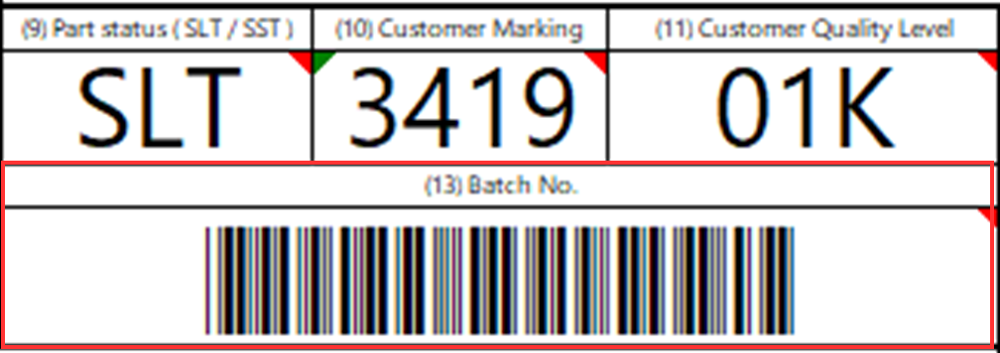 (9) Part status ( SLT / SST )
(10) Customer Marking
(11) Customer Quality Level
SLT
3419
01K
(13) Batch No.